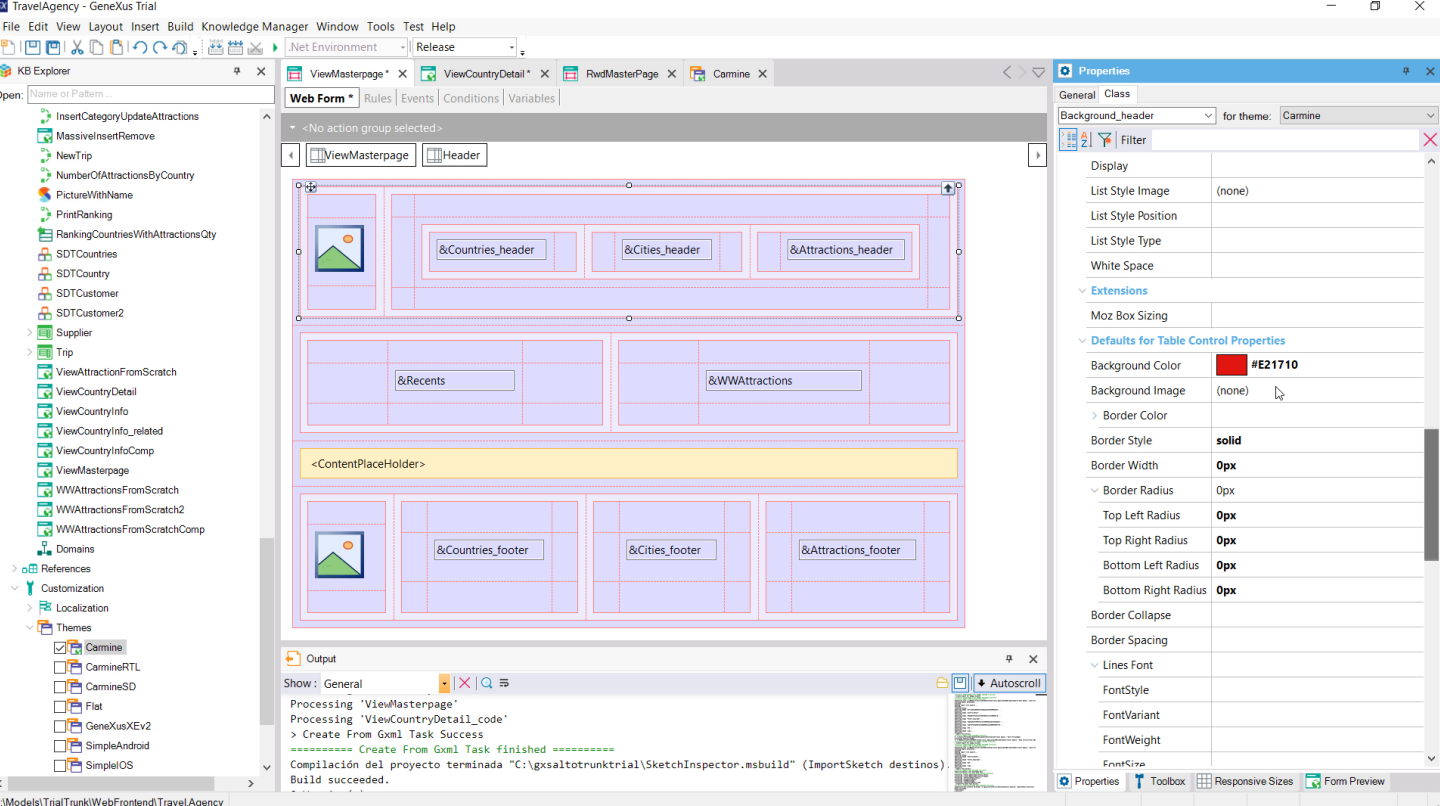 TravelAgency - GeneXus Trial
File Edit View Layout Insert Build Knowledge Manager Window Tools Test Help
.Net Environment Release
KB Explorer
Open: Name or Pattern ...
InsertCategoryUpdateAttractions
MassiveInsertRemove
NewTrip
NumberOfAttractionsByCountry
PictureWithName
PrintRanking
RankingCountriesWithAttractionsQty
SDTCountries
SDTCountry
SDTCustomer
SDTCustomer2
Supplier
Trip
ViewAttractionFromScratch
ViewCountryDetail
ViewCountryInfo
ViewCountryInfo_related
ViewCountryInfoComp
ViewMasterpage
WWAttractionsFromScratch
WWAttractionsFromScratch2
WWAttractionsFromScratchComp
Domains
References
Customization
Localization
Themes
Carmine
CarmineRTL
CarmineSD
Flat
GeneXusXEv2
SimpleAndroid
SimpleIOS
:\Models\TrialTrunk\WebFrontend\Travel.Agency
ViewMasterpage * ViewCountryDetail * RwdMasterPage Carmine
Web Form * Rules Events Conditions Variables
<No action group selected>
ViewMasterpage Header
&Countries_header &Cities_header &Attractions_header
&Recents &WWAttractions
<ContentPlaceHolder>
&Countries_footer &Cities_footer &Attractions_footer
Output
Show : General Autoscroll
Processing 'ViewMasterpage'
Processing 'ViewCountryDetail_code'
> Create From Gxml Task Success
========== Create From Gxml Task finished ==========
Compilación del proyecto terminada "C:\gxsaltotrunktrial\SketchInspector.msbuild" (ImportSketch destinos).
Build succeeded.
Properties
General Class
Background_header for theme: Carmine
Filter
Display
List Style Image (none)
List Style Position
List Style Type
White Space
Extensions
Moz Box Sizing
Defaults for Table Control Properties
Background Color #E21710
Background Image (none)
Border Color
Border Style solid
Border Width 0px
Border Radius 0px
Top Left Radius 0px
Top Right Radius 0px
Bottom Left Radius 0px
Bottom Right Radius 0px
Border Collapse
Border Spacing
Lines Font
FontStyle
FontVariant
FontWeight
FontSize
Properties Toolbox Responsive Sizes Form Preview